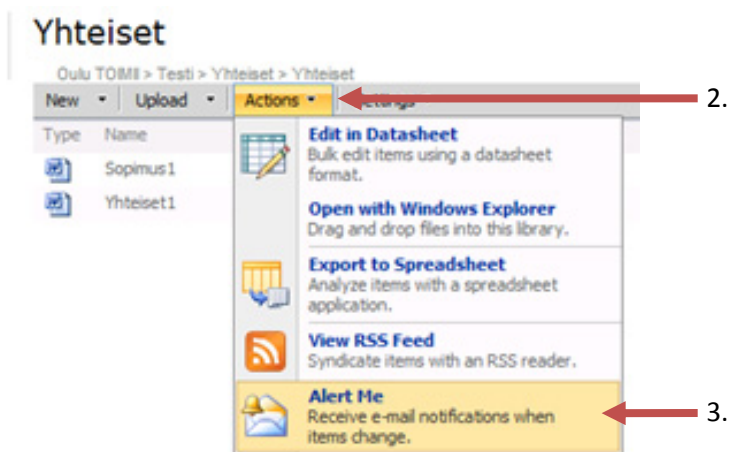 Yhteiset
Oulu TOIMII > Testi > Yhteiset > Yhteiset
New Upload Actions 2.
Type Name
Edit in Datasheet
Bulk edit items using a datasheet
format.
Sopimus1
Yhteiset1
Open with Windows Explorer
Drag and drop files into this library.
Export to Spreadsheet
Analyze items with a spreadsheet
application.
View RSS Feed
Syndicate items with an RSS reader.
Alert Me
Receive e-mail notifications when
items change.
3.